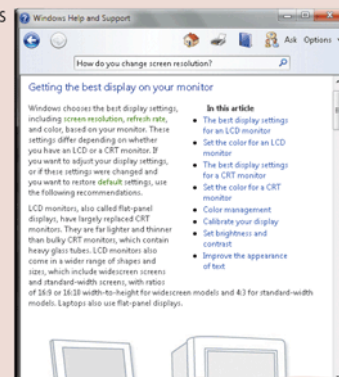 s
Windows Help and Support
Ask Options
How do you change screen resolution?
Getting the best display on your monitor
Windows chooses the best display settings,
including screen resolution, refresh rate,
and color, based on your monitor. These
settings differ depending on whether
you have an LCD or a CRT monitor. If
you want to adjust your display settings,
or if these settings were changed and
you want to restore default settings, use
the following recommendations.
LCD monitors, also called flat-panel
displays, have largely replaced CRT
monitors. They are far lighter and thinner
than bulky CRT monitors, which contain
heavy glass tubes. LCD monitors also
come in a wider range of shapes and
sizes, which include widescreen screens
and standard-width screens, with ratios
of 16:9 or 16:10 width-to-height for widescreen models and 4:3 for standard-width
models. Laptops also use flat-panel displays.
In this article
The best display settings
for an LCD monitor
Set the color for an LCD
monitor
The best display settings
for a CRT monitor
Set the color for a CRT
monitor
Color management
Calibrate your display
Set brightness and
contrast
Improve the appearance
of text